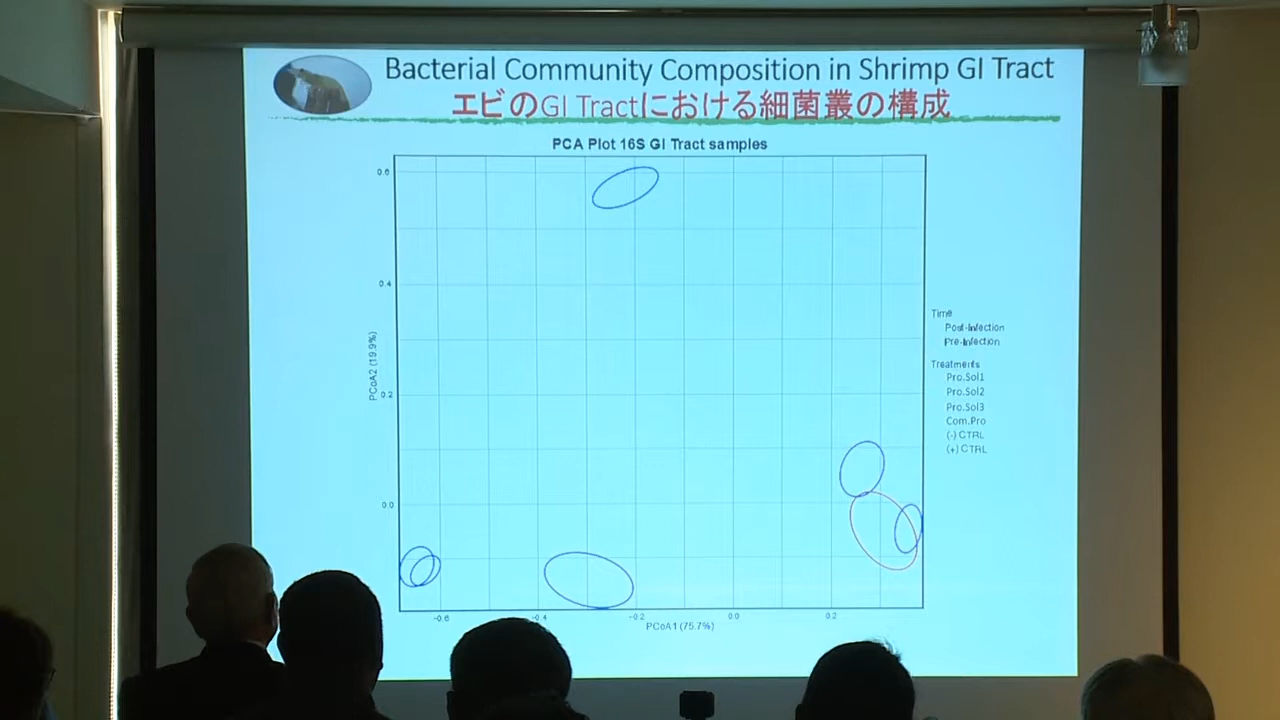 Bacterial Community Composition in Shrimp GI Tract
エビのGI Tractにおける細菌叢の構成
PCA Plot 16S GI Tract samples
0.6
0.4
0.2
0.0
PCoA2 (19.9%)
-0.6
-0.4
-0.2
0.0
0.2
PCoA1 (75.7%)
Time
Post-Infection
Pre-Infection
Treatments
Pro.Sol1
Pro.Sol2
Pro.Sol3
Com.Pro
(-) CTRL
(+) CTRL